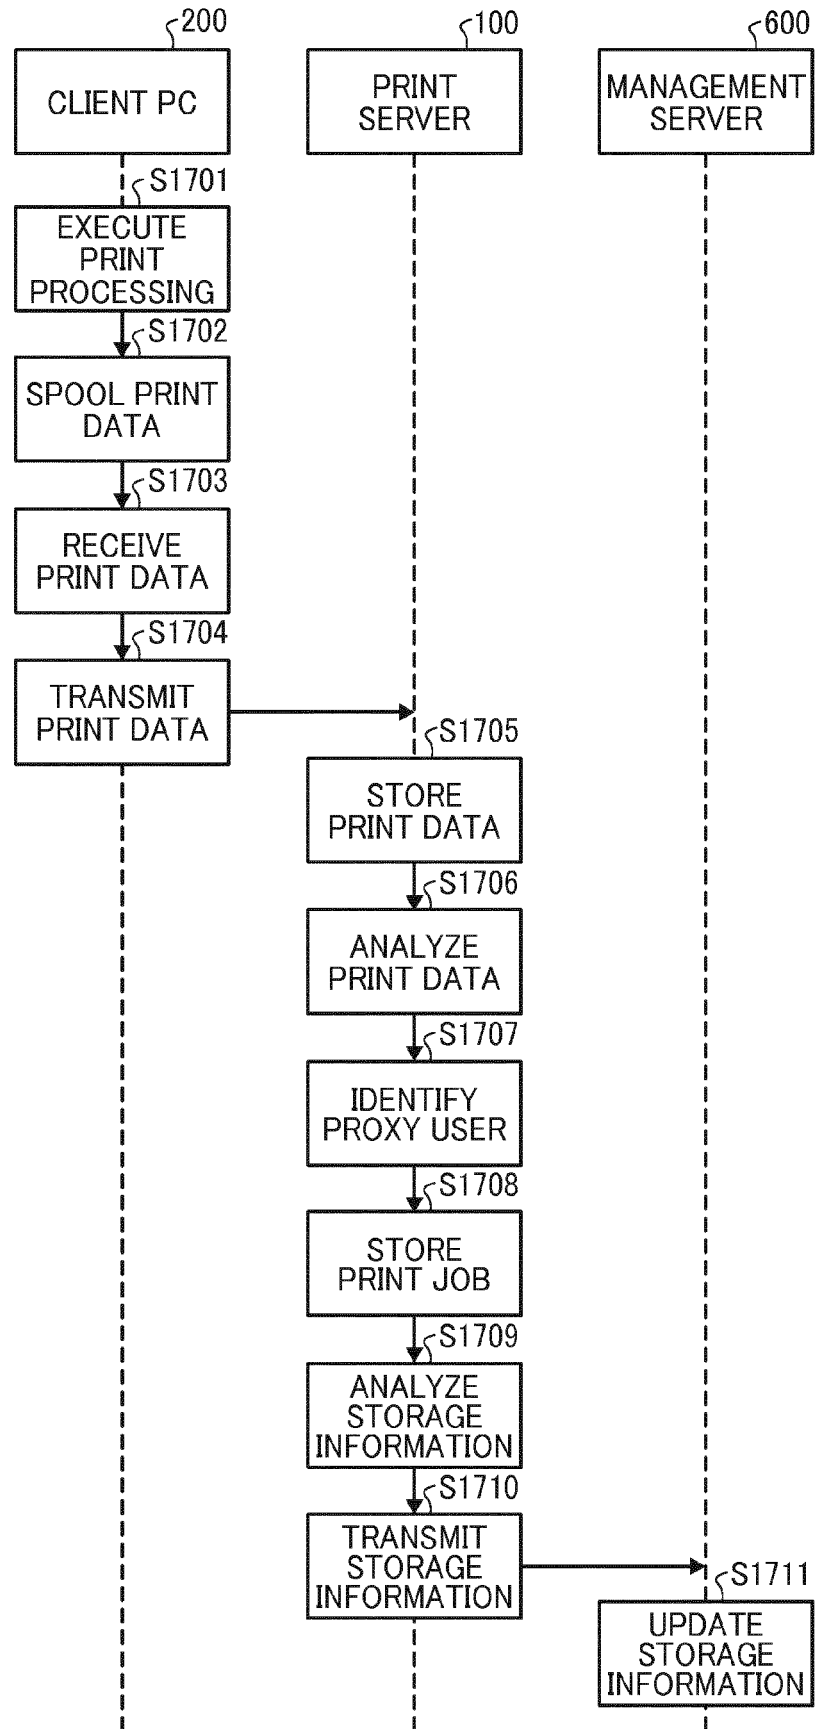 200
100
600
CLIENT PC
PRINT
SERVER
MANAGEMENT
SERVER
S1701
EXECUTE
PRINT
PROCESSING
S1702
SPOOL PRINT
DATA
S1703
RECEIVE
PRINT DATA
S1704
TRANSMIT
PRINT DATA
S1705
STORE
PRINT DATA
S1706
ANALYZE
PRINT DATA
S1707
IDENTIFY
PROXY USER
S1708
STORE
PRINT JOB
S1709
ANALYZE
STORAGE
INFORMATION
S1710
TRANSMIT
STORAGE
INFORMATION
S1711
UPDATE
STORAGE
INFORMATION